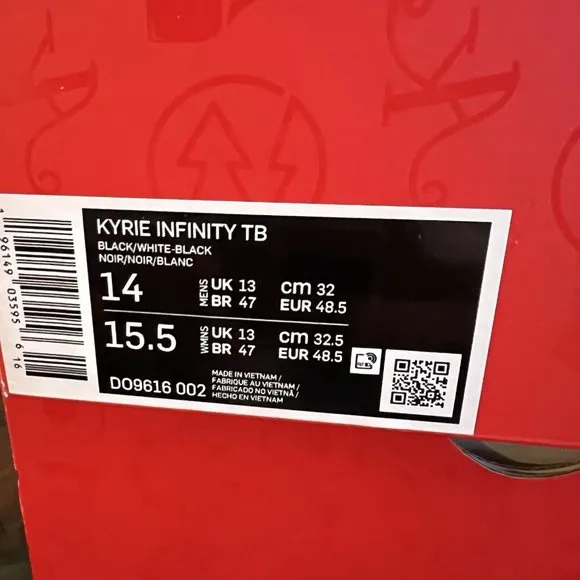 KYRIE INFINITY TB
BLACK/WHITE-BLACK
NOIR/NOIR/BLANC
14 MENS UK 13 cm 32
BR 47 EUR 48.5
15.5 WMNS UK 13 cm 32.5
BR 47 EUR 48.5
DO9616 002
MADE IN VIETNAM /
FABRIQUE AU VIETNAM /
FABRICADO NO VIETNÃ /
HECHO EN VIETNAM
1 96149 03595 6 16